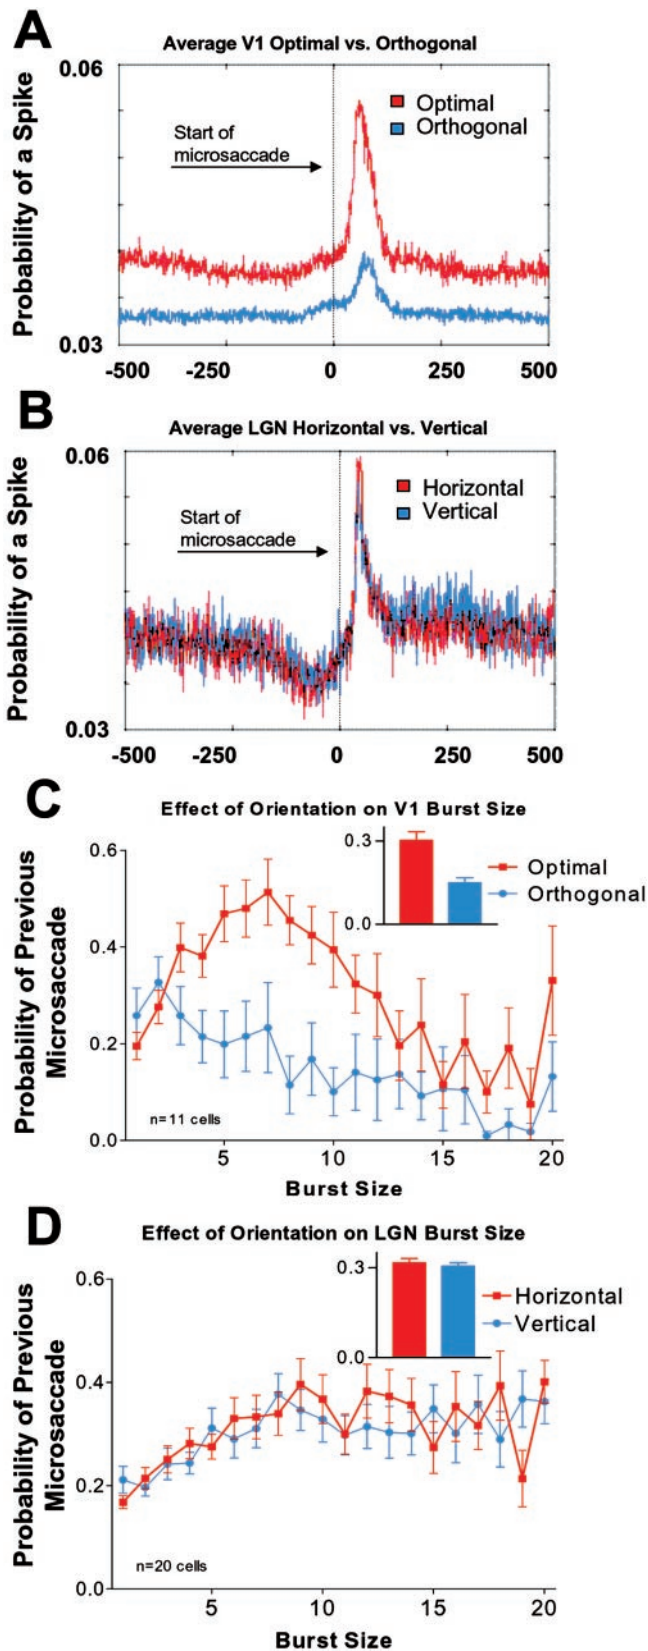 A
Average V1 Optimal vs. Orthogonal
Probability of a Spike
0.06
0.03
Start of
microsaccade
Optimal
Orthogonal
-500 -250 0 250 500
B
Average LGN Horizontal vs. Vertical
Probability of a Spike
0.06
0.03
Start of
microsaccade
Horizontal
Vertical
-500 -250 0 250 500
C
Effect of Orientation on V1 Burst Size
Probability of Previous
Microsaccade
0.6
0.4
0.2
0.0
0.3
0.0
Optimal
Orthogonal
n=11 cells
5 10 15 20
Burst Size
D
Effect of Orientation on LGN Burst Size
Probability of Previous
Microsaccade
0.6
0.4
0.2
0.0
0.3
0.0
Horizontal
Vertical
n=20 cells
5 10 15 20
Burst Size